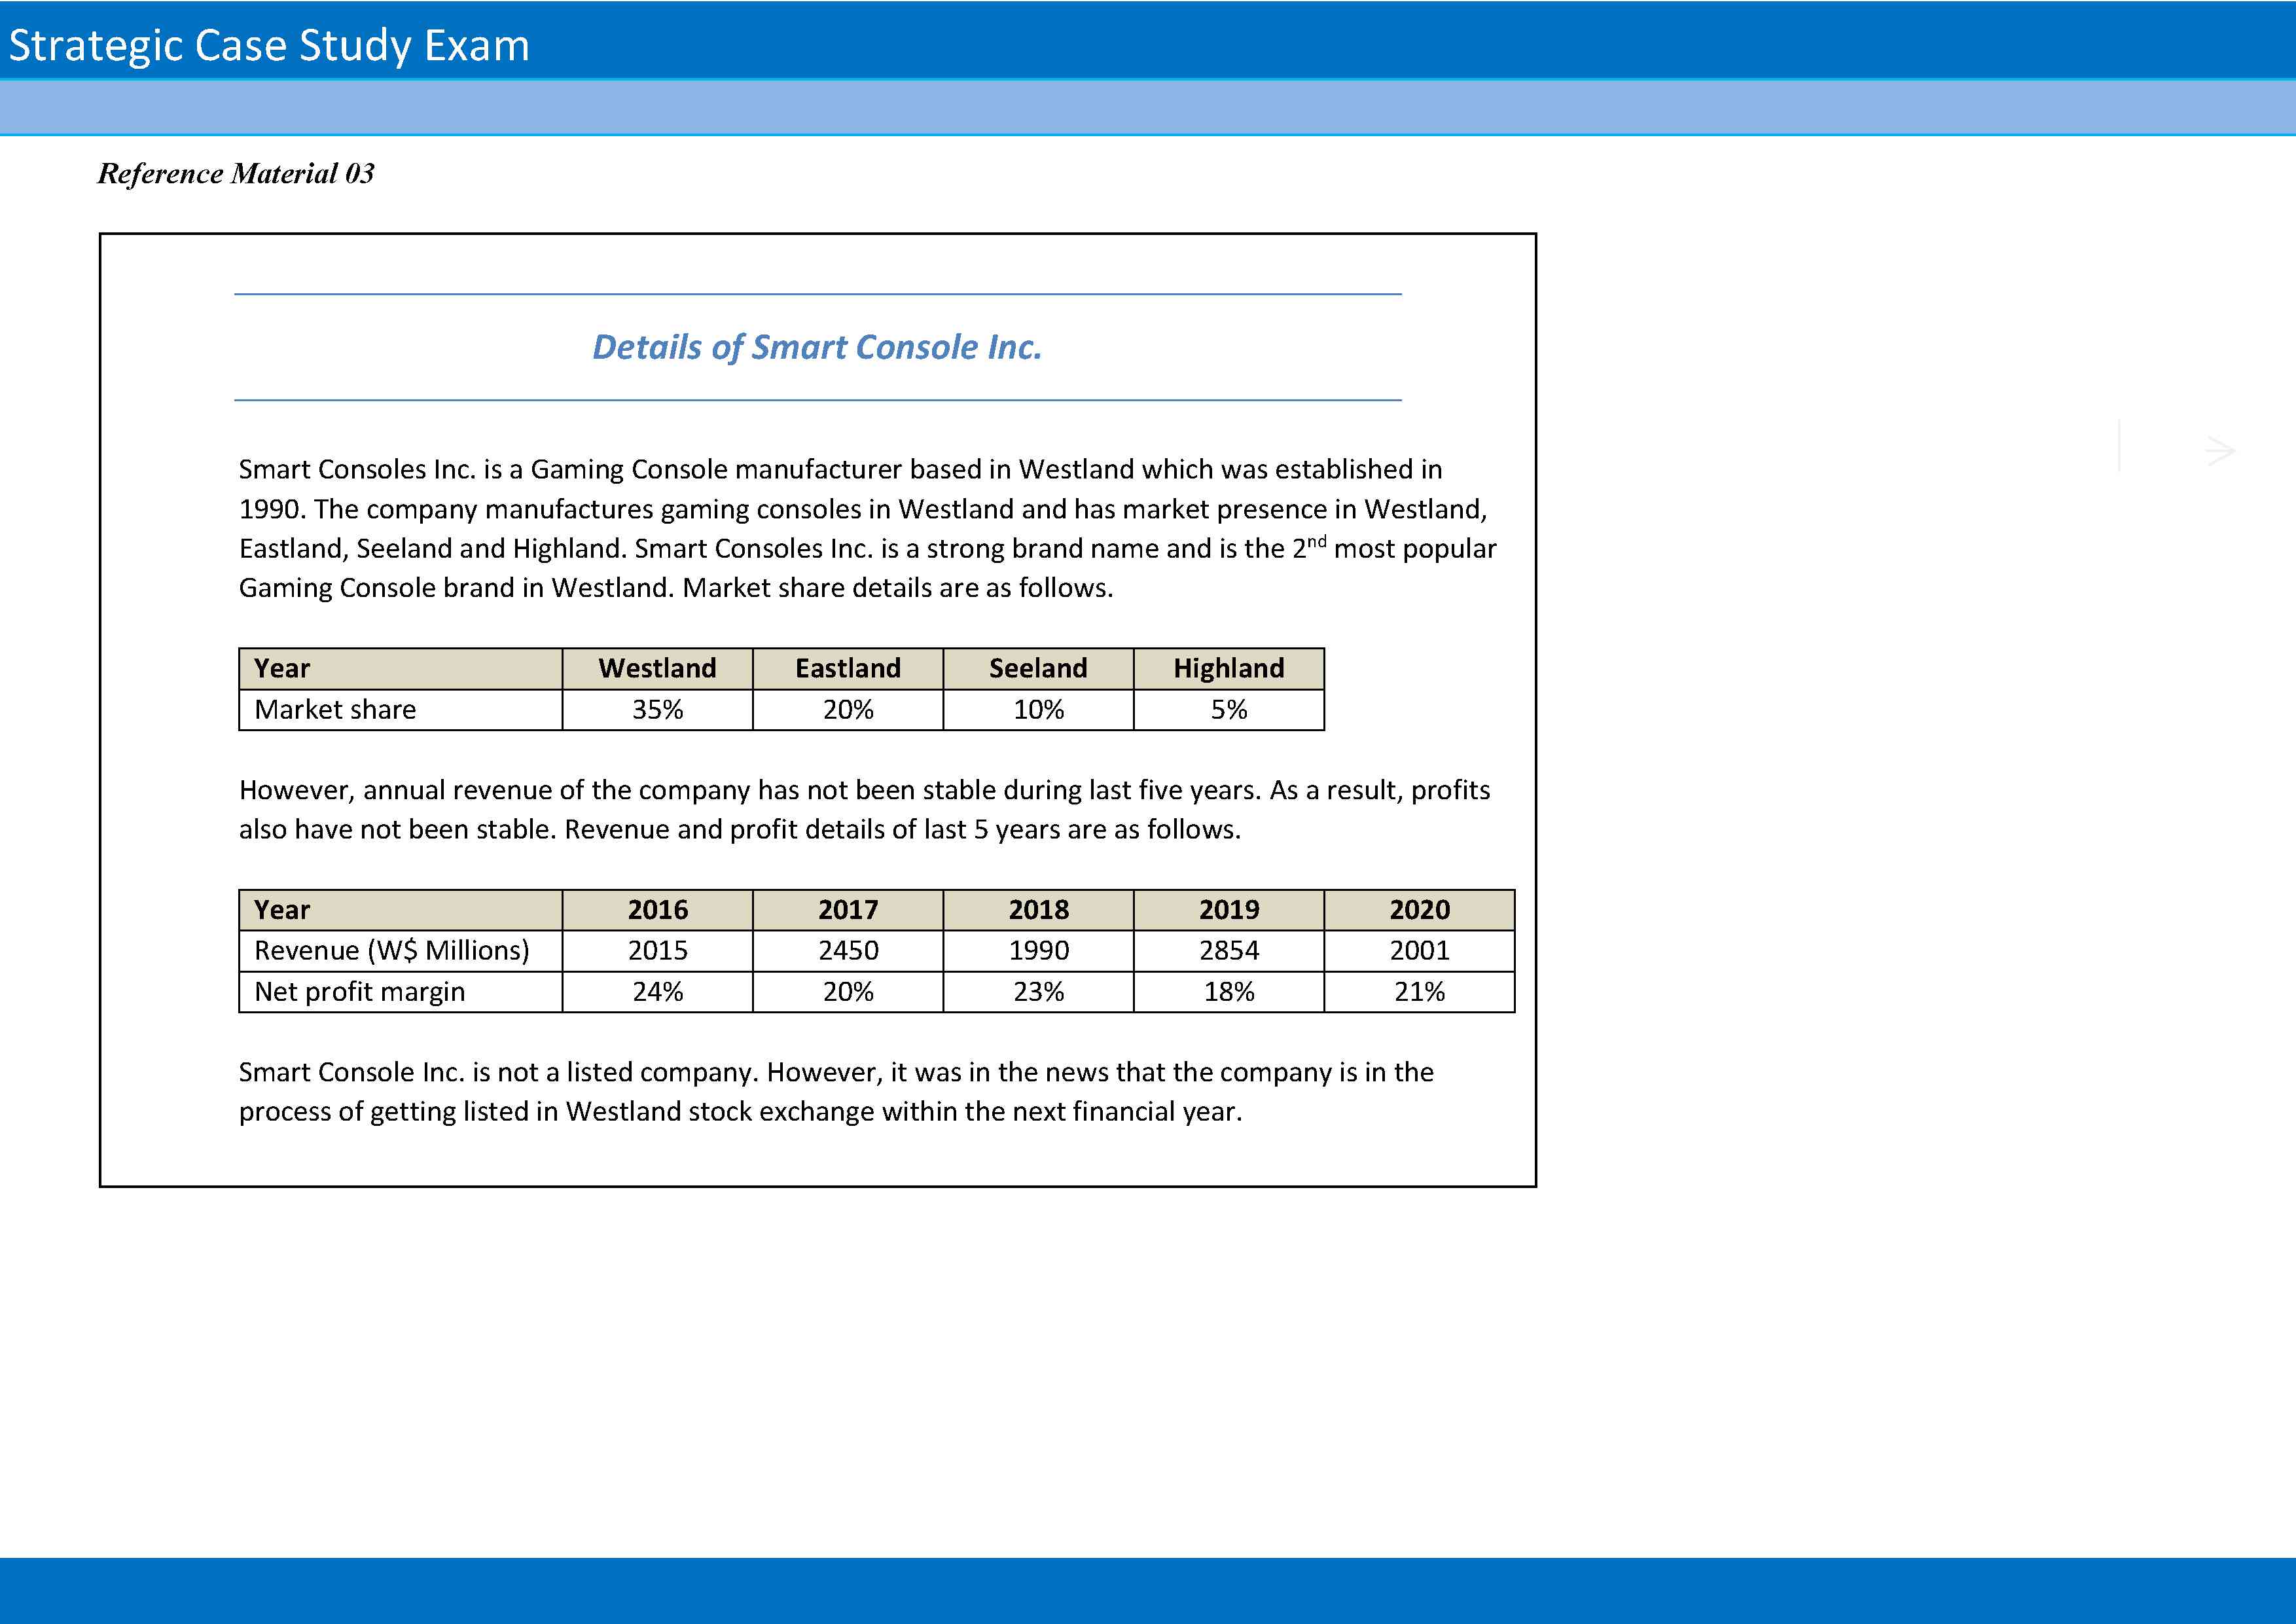 Strategic Case Study Exam
Reference Material 03
Details of Smart Console Inc.
Smart Consoles Inc. is a Gaming Console manufacturer based in Westland which was established in
1990. The company manufactures gaming consoles in Westland and has market presence in Westland,
Eastland, Seeland and Highland. Smart Consoles Inc. is a strong brand name and is the 2nd most popular
Gaming Console brand in Westland. Market share details are as follows.
Year Westland Eastland Seeland Highland
Market share 35% 20% 10% 5%
However, annual revenue of the company has not been stable during last five years. As a result, profits
also have not been stable. Revenue and profit details of last 5 years are as follows.
Year 2016 2017 2018 2019 2020
Revenue (W$ Millions) 2015 2450 1990 2854 2001
Net profit margin 24% 20% 23% 18% 21%
Smart Console Inc. is not a listed company. However, it was in the news that the company is in the
process of getting listed in Westland stock exchange within the next financial year.